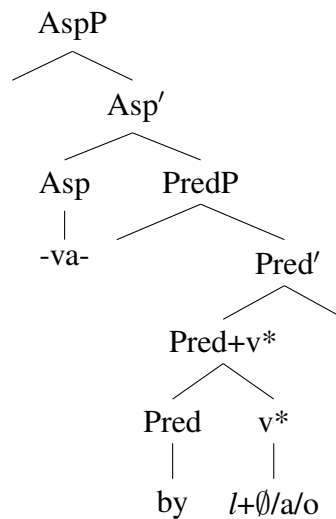 AspP
Asp′
Asp PredP
-va- Pred′
Pred+v*
Pred v*
by l+∅/a/o